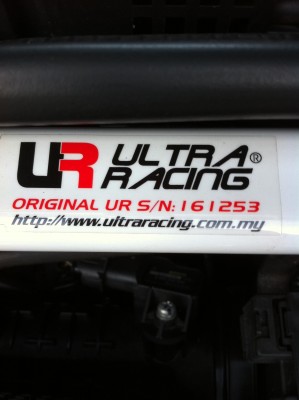 UR ULTRA®
RACING
ORIGINAL UR S/N: 161253
http://www.ultraracing.com.my